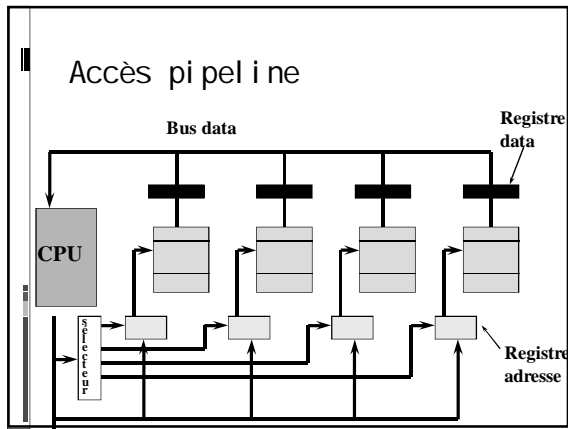 Accès pipeline
Bus data
Registre
data
CPU
sélecteur
Registre
adresse